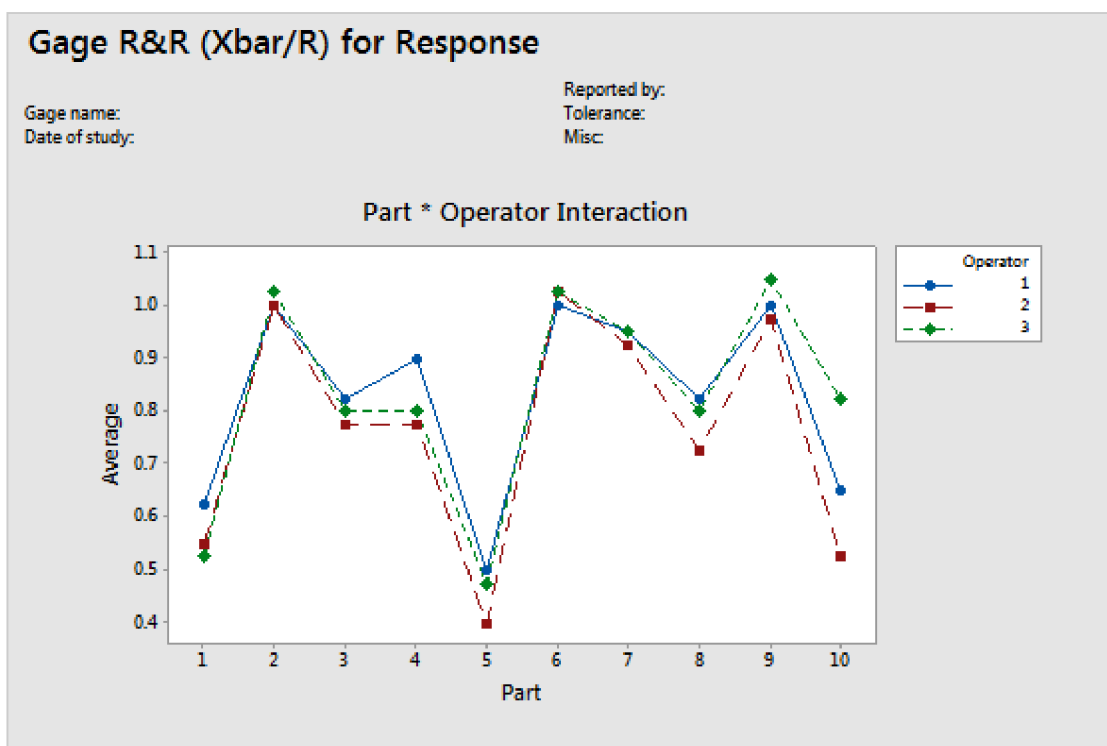 Gage R&R (Xbar/R) for Response
Reported by:
Gage name:
Tolerance:
Date of study:
Misc:
Part * Operator Interaction
1.1
1.0
0.9
0.8
0.7
0.6
0.5
0.4
Average
1 2 3 4 5 6 7 8 9 10
Part
Operator
1
2
3